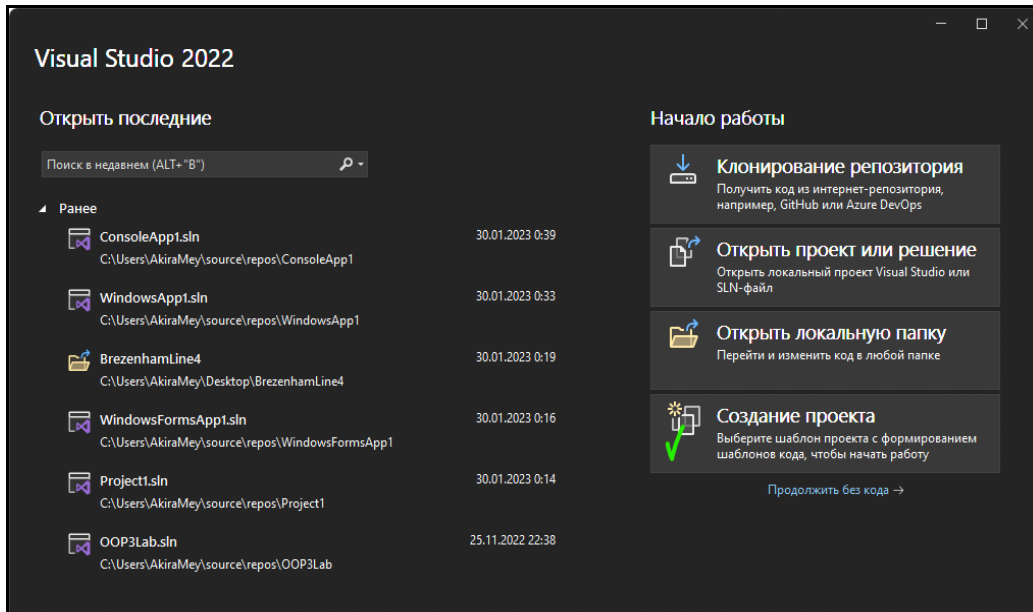 Visual Studio 2022
Открыть последние
Поиск в недавнем (ALT+"В")
Ранее
ConsoleApp1.sln
30.01.2023 0:39
C:\Users\AkiraMey\source\repos\ConsoleApp1
WindowsApp1.sln
30.01.2023 0:33
C:\Users\AkiraMey\source\repos\WindowsApp1
BrezenhamLine4
30.01.2023 0:19
C:\Users\AkiraMey\Desktop\BrezenhamLine4
WindowsFormsApp1.sln
30.01.2023 0:16
C:\Users\AkiraMey\source\repos\WindowsFormsApp1
Project1.sln
30.01.2023 0:14
C:\Users\AkiraMey\source\repos\Project1
OOP3Lab.sln
25.11.2022 22:38
C:\Users\AkiraMey\source\repos\OOP3Lab
Начало работы
Клонирование репозитория
Получить код из интернет-репозитория,
например, GitHub или Azure DevOps
Открыть проект или решение
Открыть локальный проект Visual Studio или
SLN-файл
Открыть локальную папку
Перейти и изменить код в любой папке
Создание проекта
Выберите шаблон проекта с формированием
шаблонов кода, чтобы начать работу
Продолжить без кода →